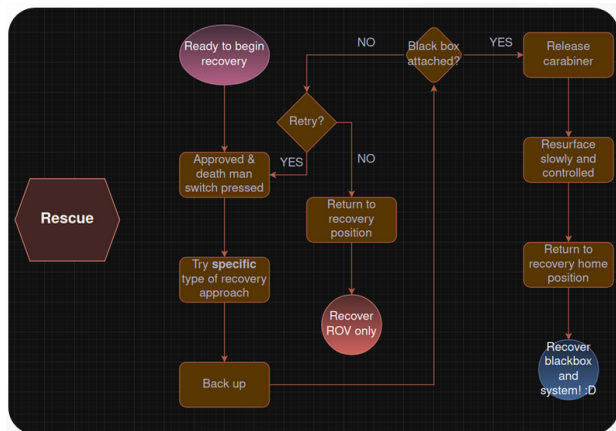 Ready to begin
recovery
NO
Black box
attached?
YES
Release
carabiner
Retry?
Approved &
death man
switch pressed
YES
NO
Resurface
slowly and
controlled
Rescue
Return to
recovery
position
Try specific
type of recovery
approach
Return to
recovery home
position
Recover
ROV only
Back up
Recover
blackbox
and
system! :D